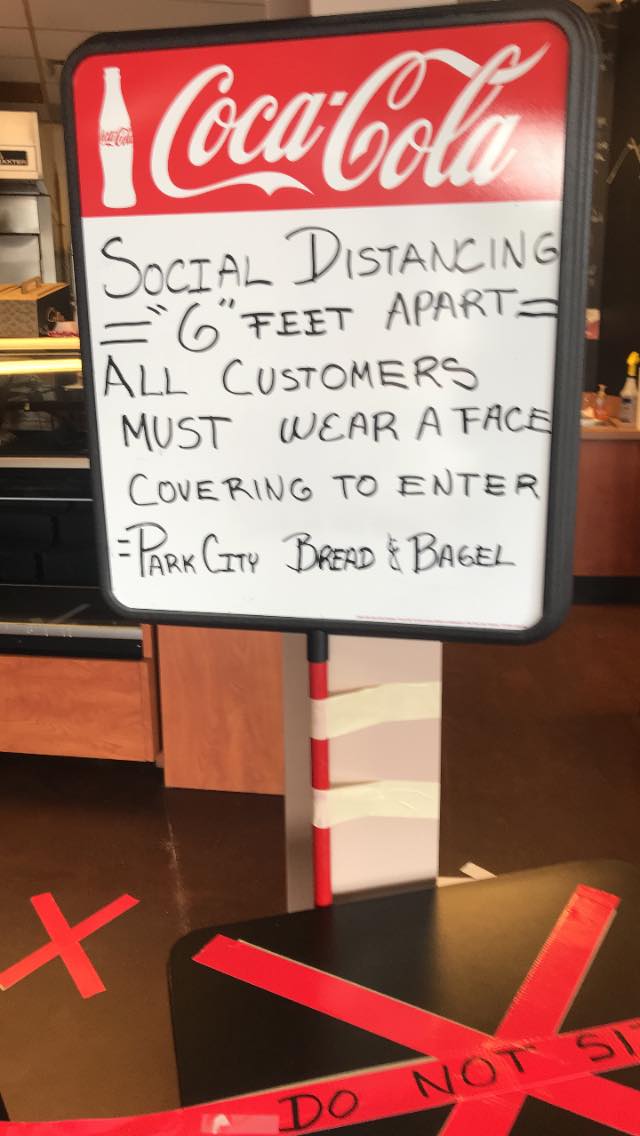 Coca-Cola
SOCIAL DISTANCING
="6" FEET APART=
ALL CUSTOMERS
MUST WEAR A FACE
COVERING TO ENTER
=PARK CITY BREAD & BAGEL
DO NOT SI